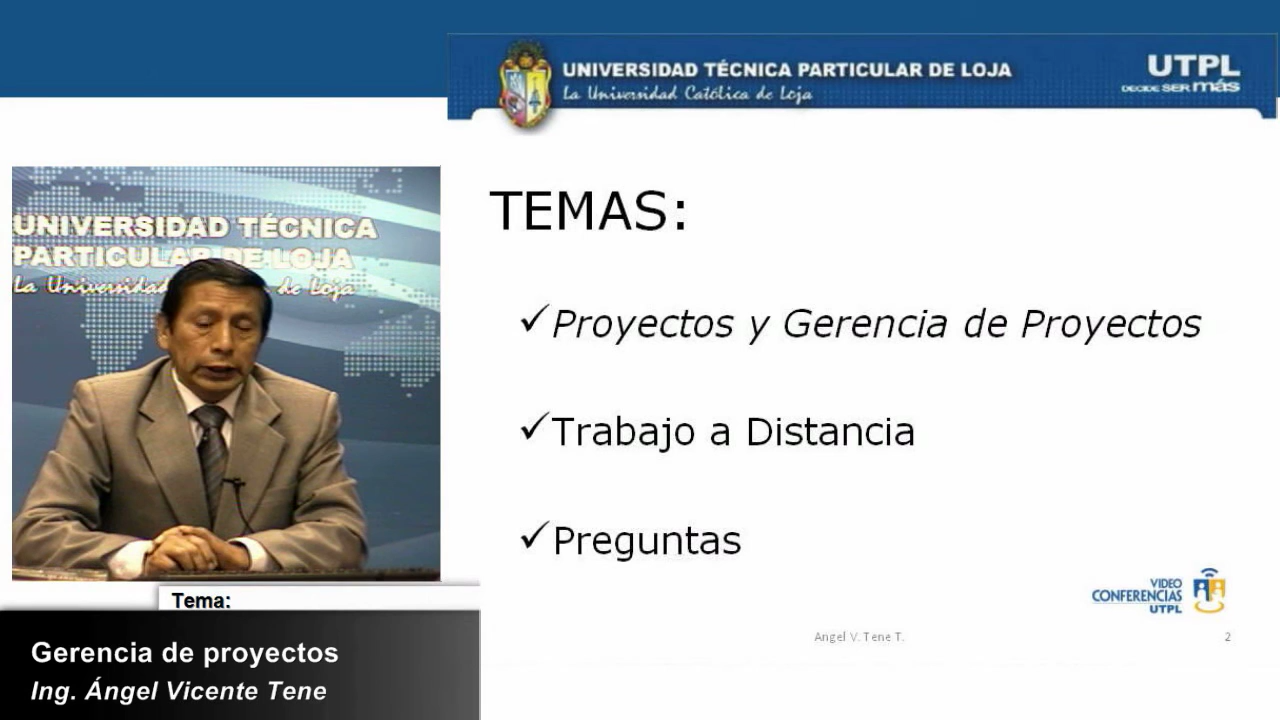 UNIVERSIDAD TÉCNICA PARTICULAR DE LOJA
La Universidad Católica de Loja
UTPL
DECIDE SER más
UNIVERSIDAD TÉCNICA
PARTICULAR DE LOJA
La Universidad de Loja
TEMAS:
✓Proyectos y Gerencia de Proyectos
✓Trabajo a Distancia
✓Preguntas
VIDEO
CONFERENCIAS
UTPL
Angel V. Tene T.
2
Tema:
Gerencia de proyectos
Ing. Ángel Vicente Tene